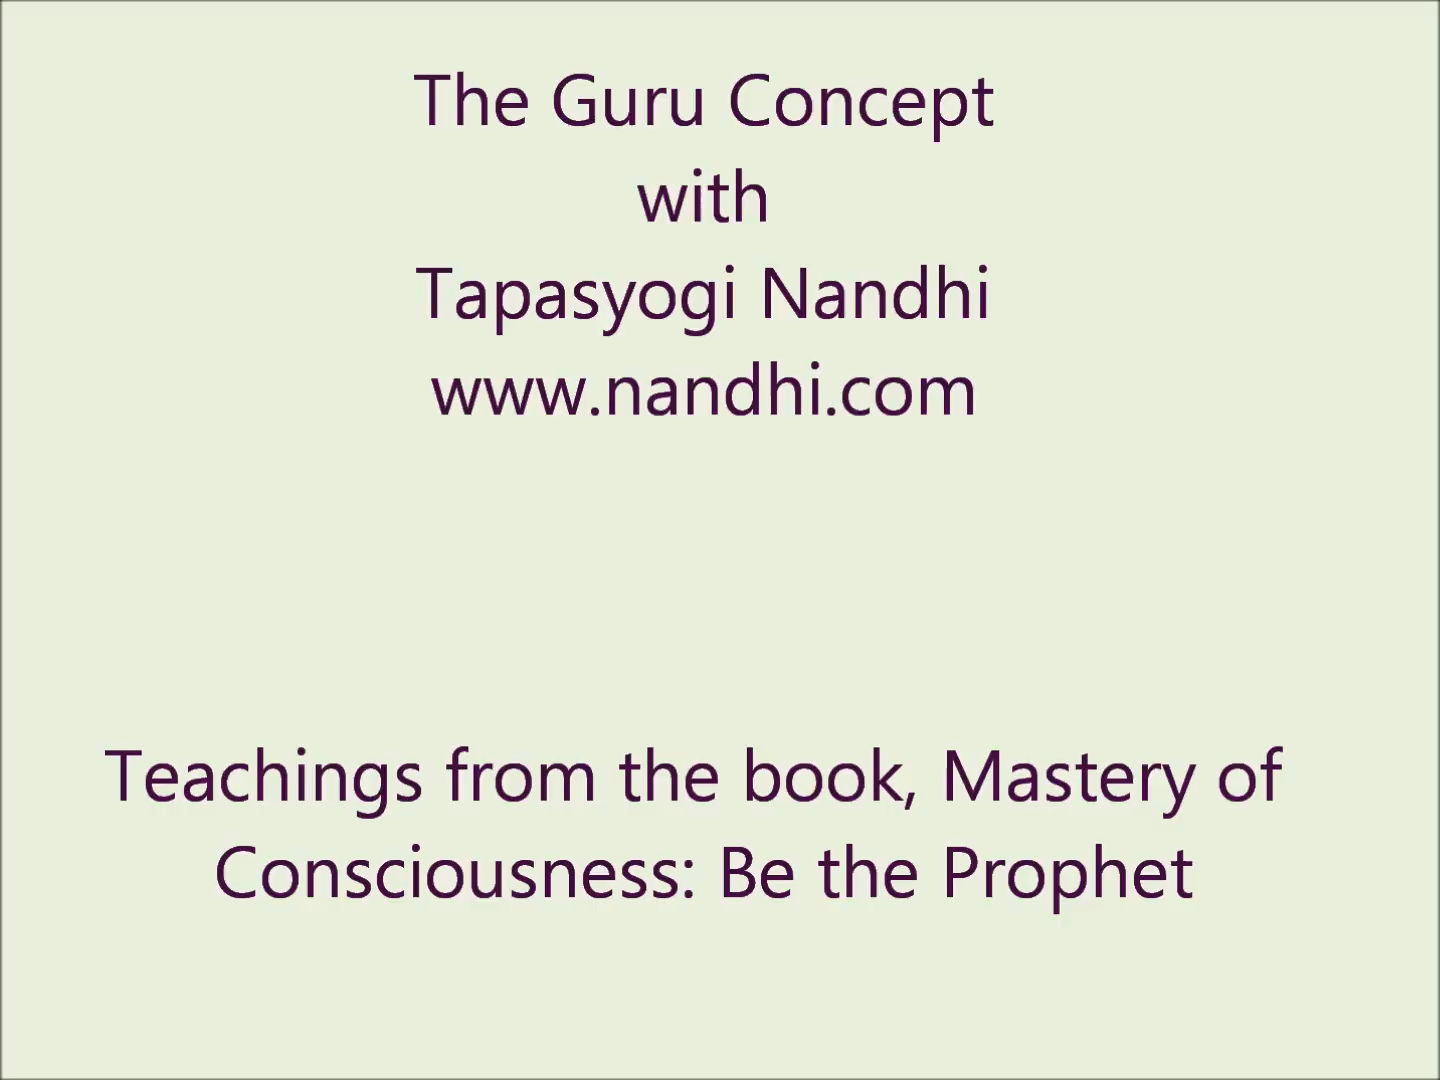 The Guru Concept
with
Tapasyogi Nandhi
www.nandhi.com
Teachings from the book, Mastery of
Consciousness: Be the Prophet